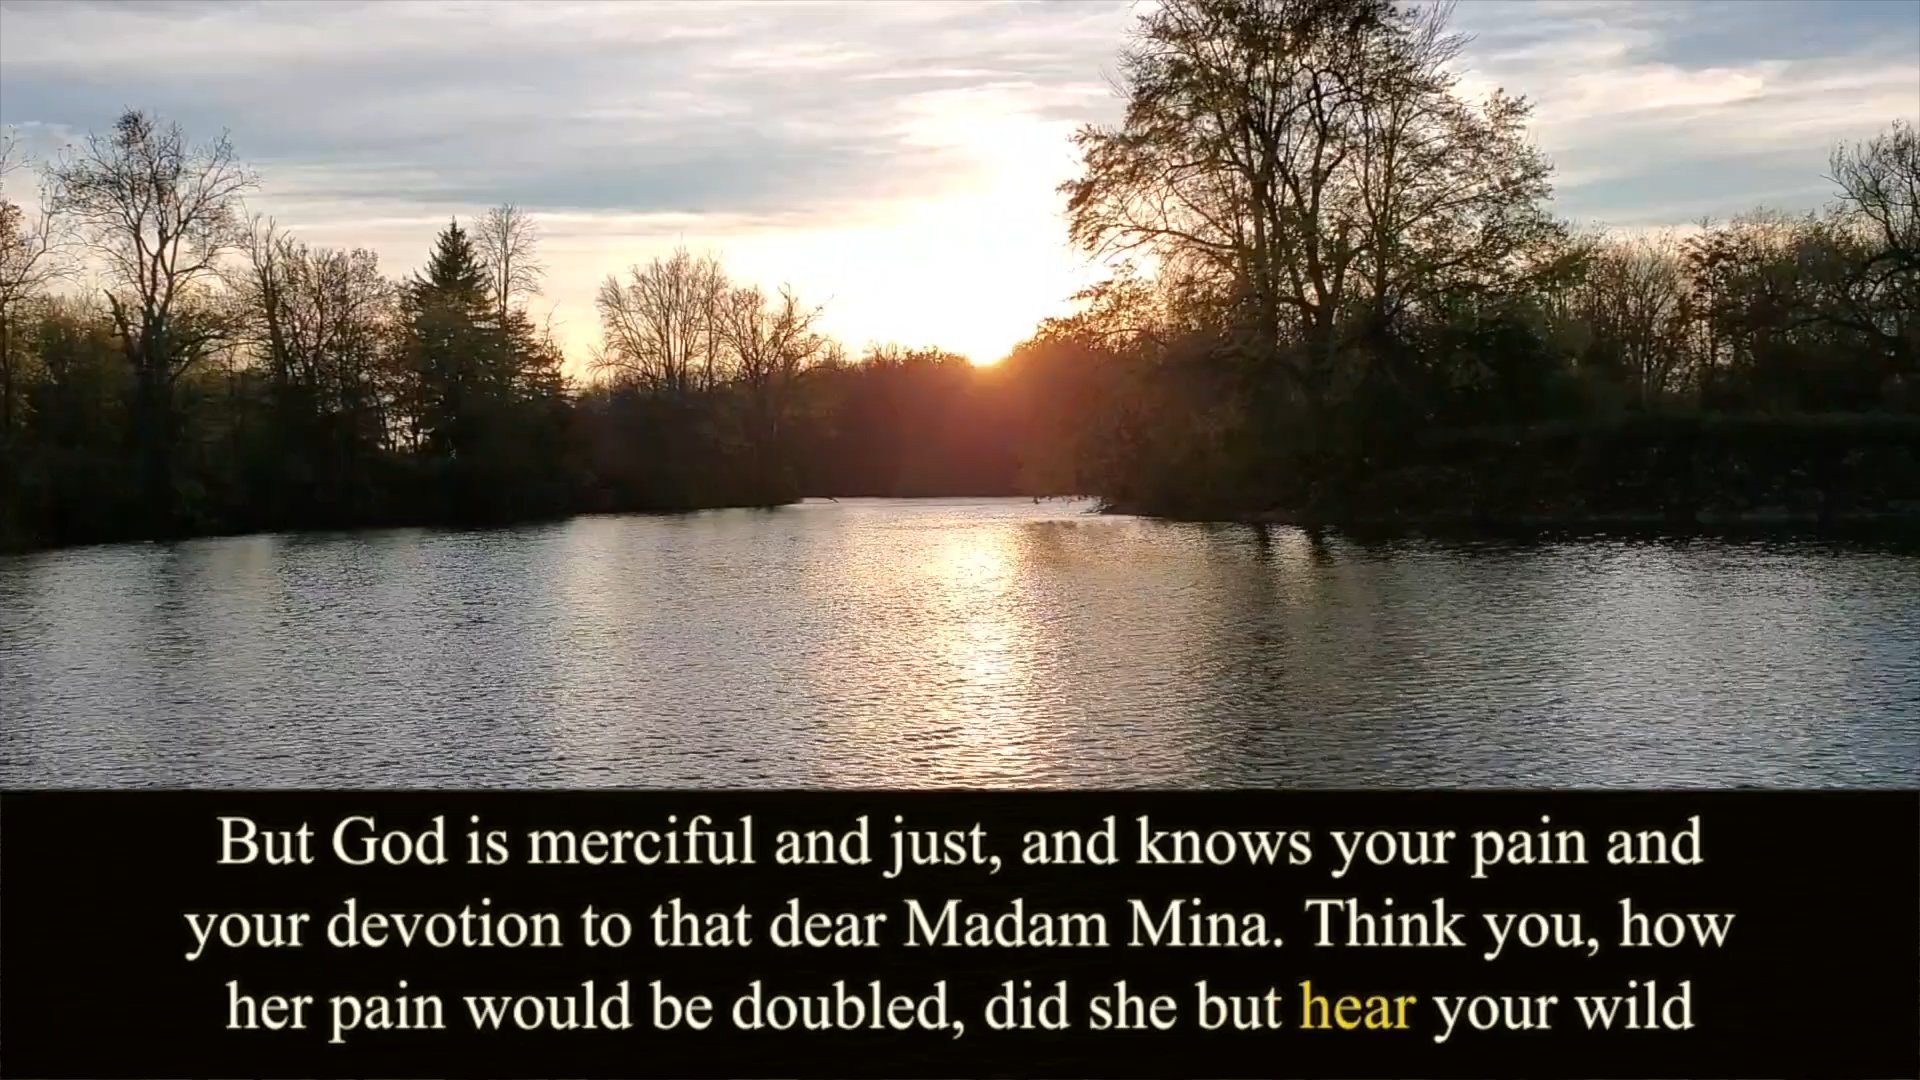 But God is merciful and just, and knows your pain and
your devotion to that dear Madam Mina. Think you, how
her pain would be doubled, did she but hear your wild